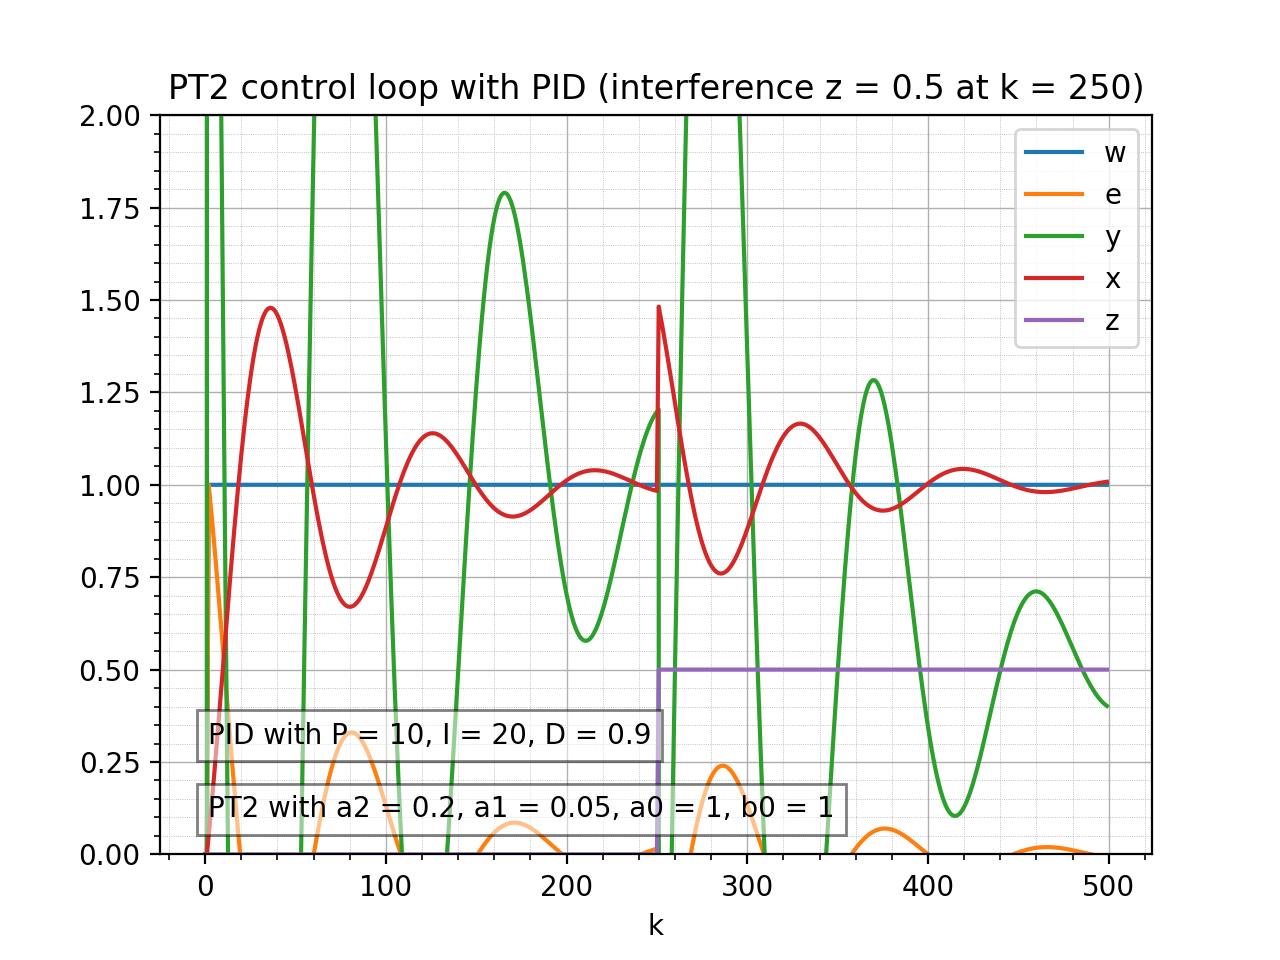 PT2 control loop with PID (interference z = 0.5 at k = 250)
2.00
1.75
1.50
1.25
1.00
0.75
0.50
0.25
0.00
w
e
y
x
z
PID with P = 10, I = 20, D = 0.9
PT2 with a2 = 0.2, a1 = 0.05, a0 = 1, b0 = 1
0 100 200 300 400 500
k